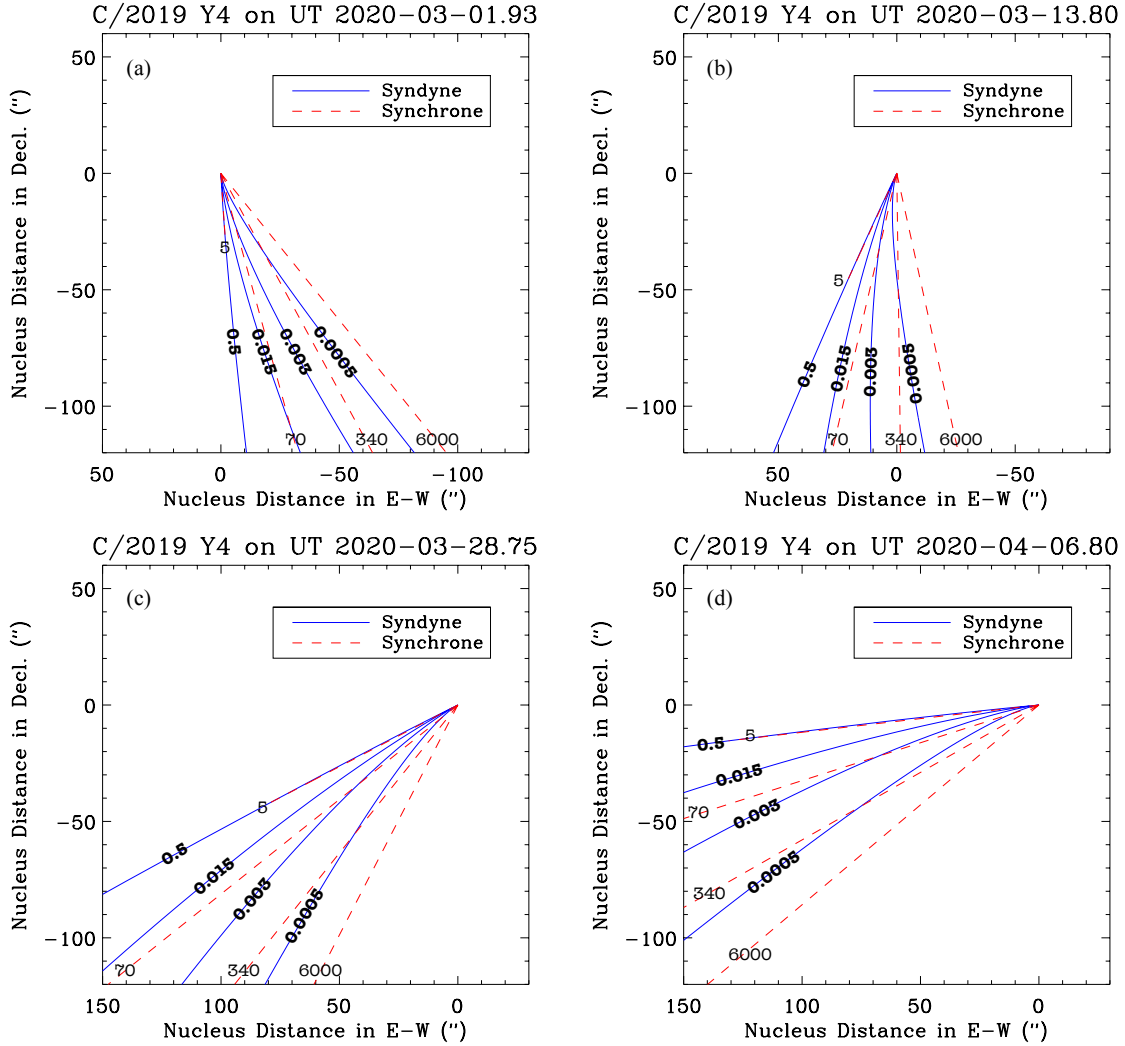 C/2019 Y4 on UT 2020-03-01.93
(a)
Syndyne
Synchrone
50
0
-50
-100
Nucleus Distance in Decl. (")
5
0.5
0.015
0.003
0.0005
70
340
6000
50
0
-50
-100
Nucleus Distance in E-W (")
C/2019 Y4 on UT 2020-03-13.80
(b)
Syndyne
Synchrone
50
0
-50
-100
Nucleus Distance in Decl. (")
5
0.5
0.015
0.003
0.0005
70
340
6000
50
0
-50
Nucleus Distance in E-W (")
C/2019 Y4 on UT 2020-03-28.75
(c)
Syndyne
Synchrone
50
0
-50
-100
Nucleus Distance in Decl. (")
5
0.5
0.015
0.003
0.0005
70
340
6000
150
100
50
0
Nucleus Distance in E-W (")
C/2019 Y4 on UT 2020-04-06.80
(d)
Syndyne
Synchrone
50
0
-50
-100
Nucleus Distance in Decl. (")
0.5
5
0.015
70
0.003
340
0.0005
6000
150
100
50
0
Nucleus Distance in E-W (")